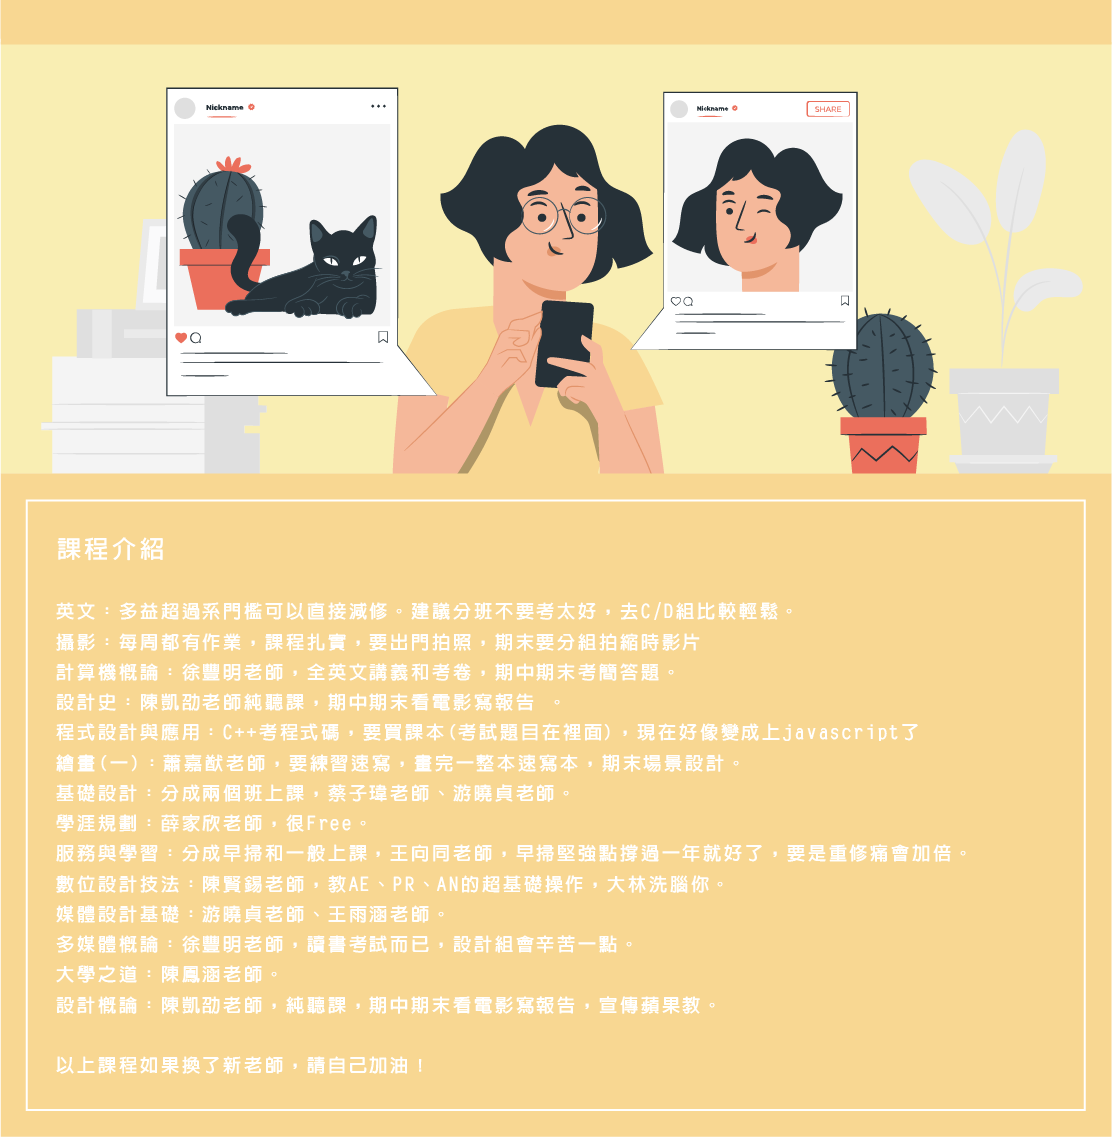 Nickname
Nickname
SHARE
課程介紹
英文：多益超過系門檻可以直接減修。建議分班不要考太好，去C/D組比較輕鬆。
攝影：每周都有作業，課程扎實，要出門拍照，期末要分組拍縮時影片
計算機概論：徐豐明老師，全英文講義和考卷，期中期末考簡答題。
設計史：陳凱劭老師純聽課，期中期末看電影寫報告 。
程式設計與應用：C++考程式碼，要買課本(考試題目在裡面)，現在好像變成上javascript了
繪畫(一)：蕭嘉猷老師，要練習速寫，畫完一整本速寫本，期末場景設計。
基礎設計：分成兩個班上課，蔡子瑋老師、游曉貞老師。
學涯規劃：薛家欣老師，很Free。
服務與學習：分成早掃和一般上課，王向同老師，早掃堅強點撐過一年就好了，要是重修痛會加倍。
數位設計技法：陳賢錫老師，教AE、PR、AN的超基礎操作，大林洗腦你。
媒體設計基礎：游曉貞老師、王雨涵老師。
多媒體概論：徐豐明老師，讀書考試而已，設計組會辛苦一點。
大學之道：陳鳳涵老師。
設計概論：陳凱劭老師，純聽課，期中期末看電影寫報告，宣傳蘋果教。
以上課程如果換了新老師，請自己加油！